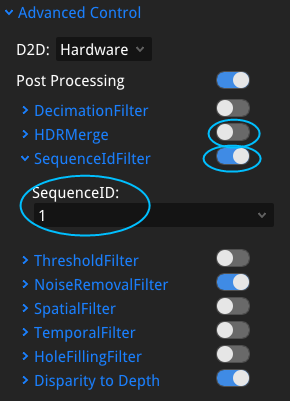 Advanced Control
D2D: Hardware
Post Processing
DecimationFilter
HDRMerge
SequenceIdFilter
SequenceID:
1
ThresholdFilter
NoiseRemovalFilter
SpatialFilter
TemporalFilter
HoleFillingFilter
Disparity to Depth